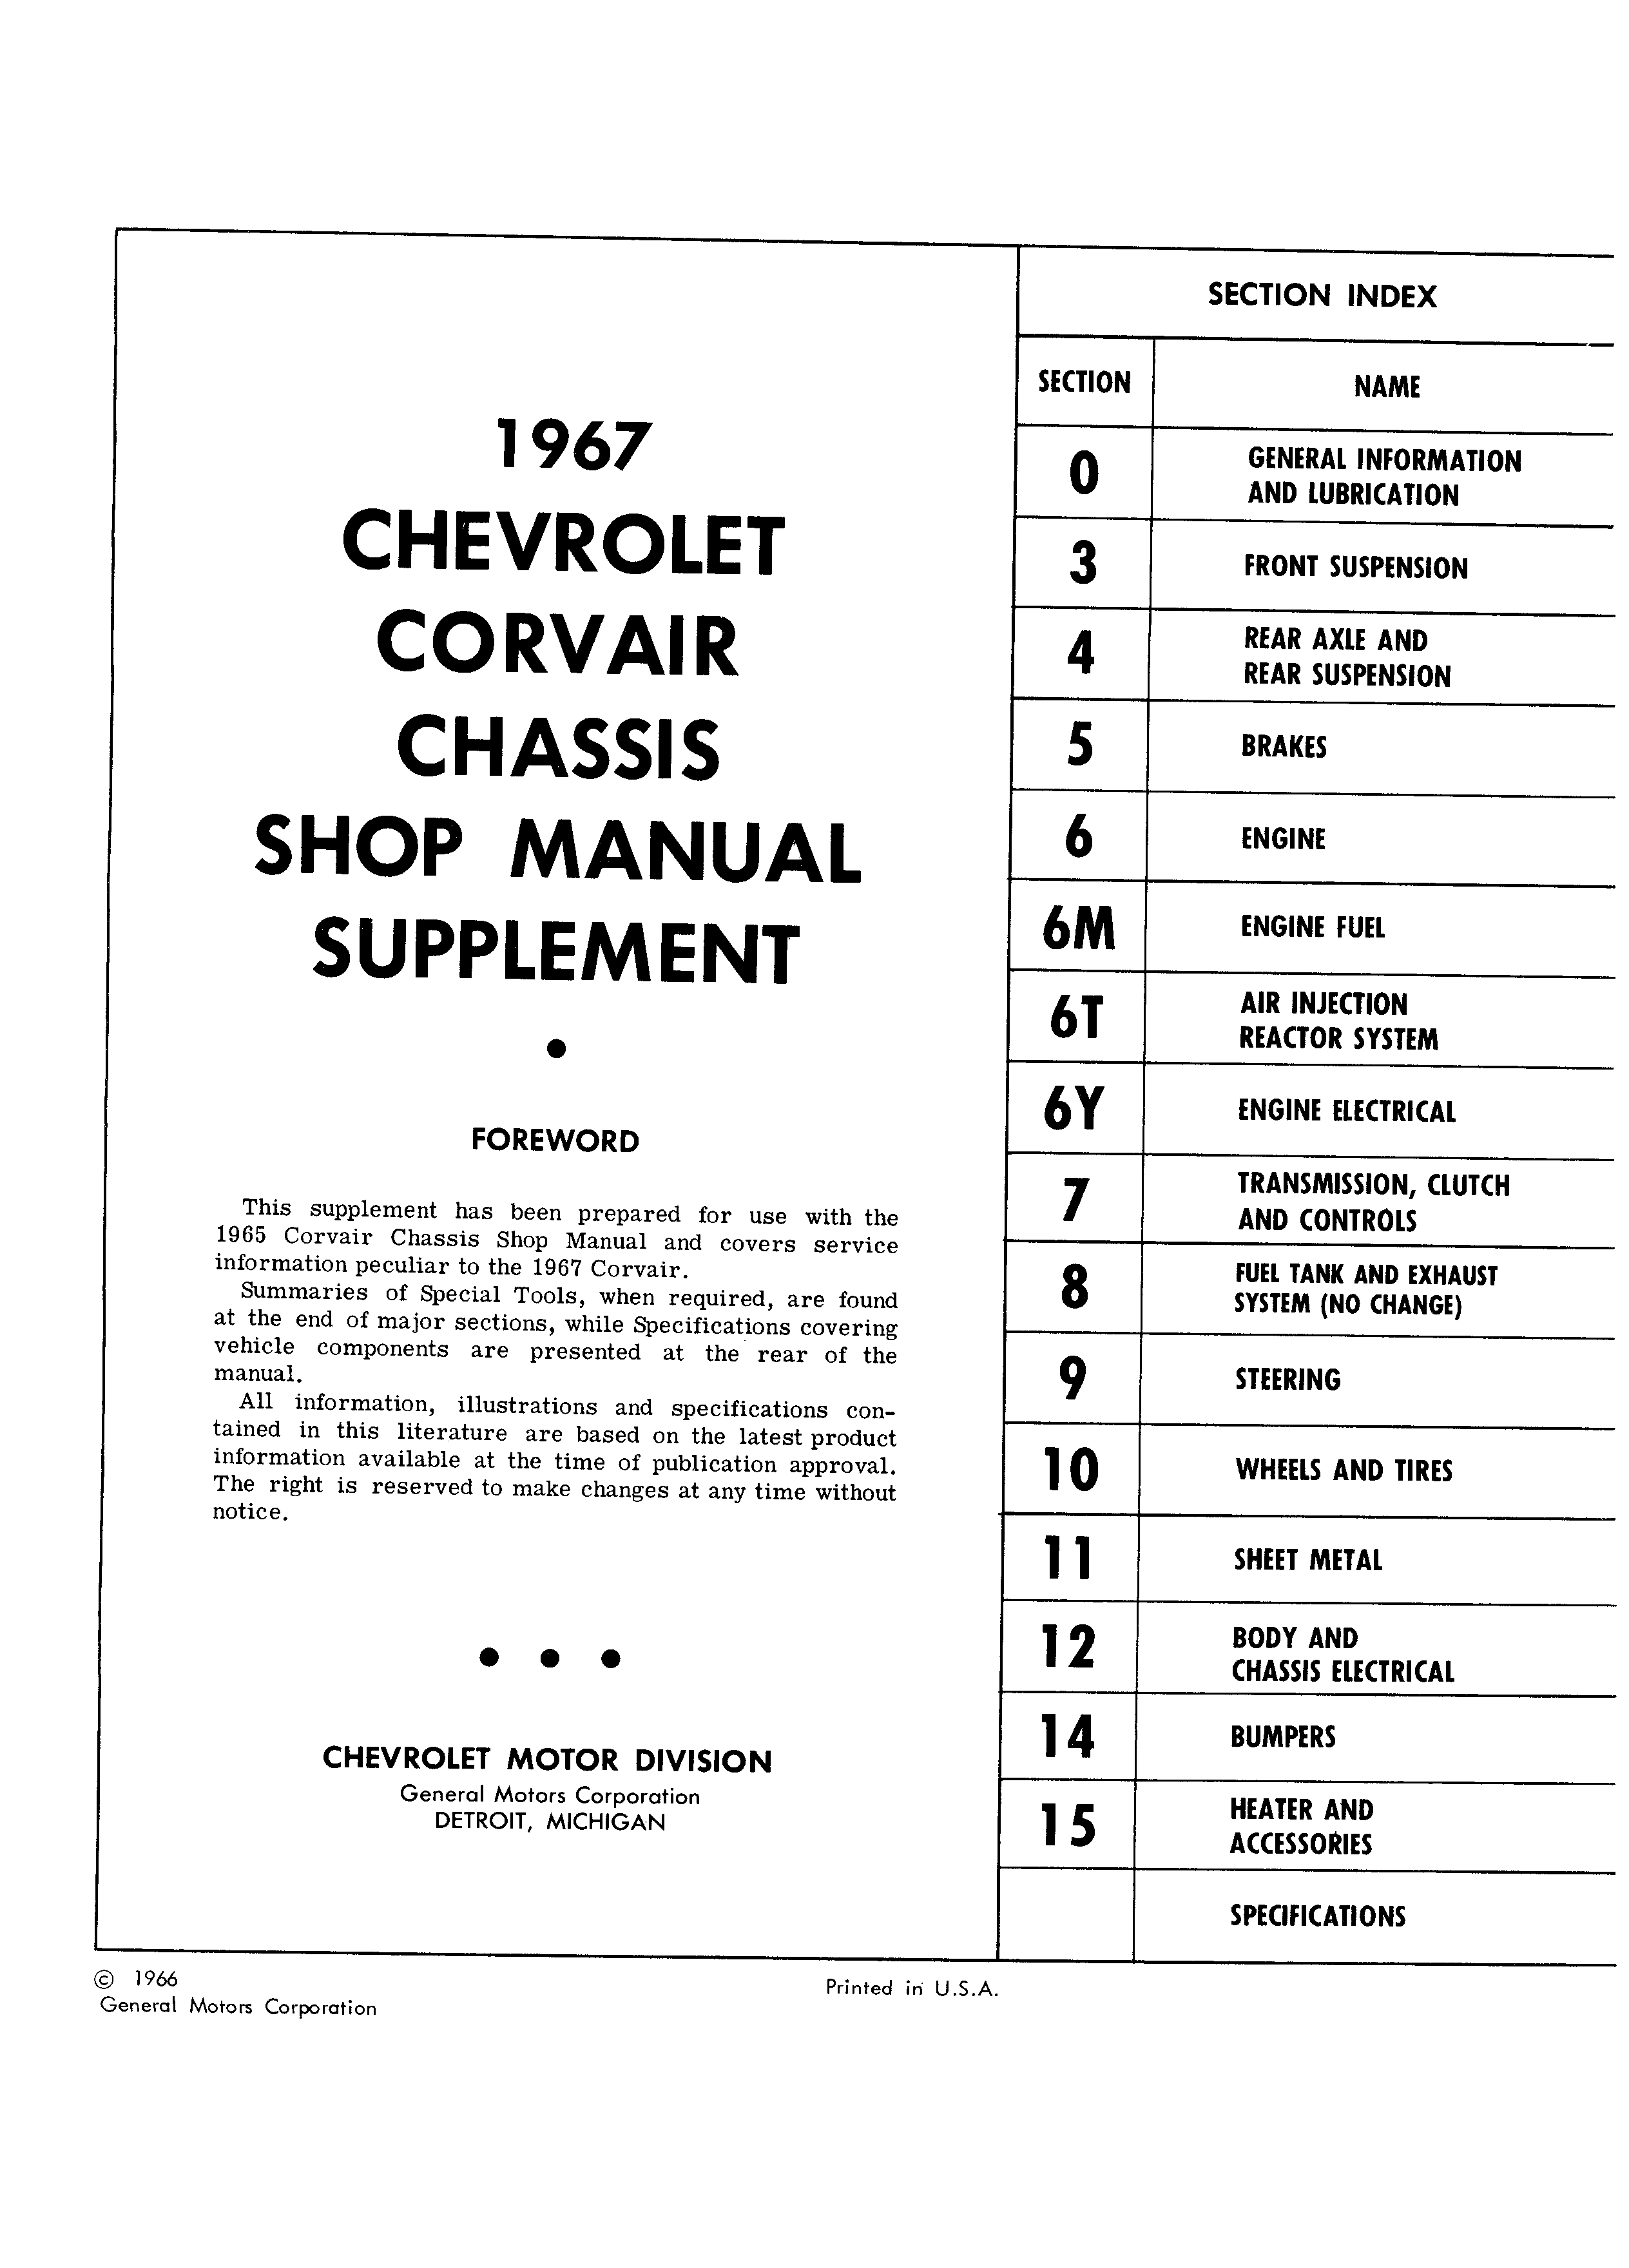 1967
CHEVROLET
CORVAIR
CHASSIS
SHOP MANUAL
SUPPLEMENT
FOREWORD
This supplement has been prepared for use with the
1965 Corvair Chassis Shop Manual and covers service
information peculiar to the 1967 Corvair.
Summaries of Special Tools, when required, are found
at the end of major sections, while Specifications covering
vehicle components are presented at the rear of the
manual.
All information, illustrations and specifications con-
tained in this literature are based on the latest product
information available at the time of publication approval.
The right is reserved to make changes at any time without
notice.
CHEVROLET MOTOR DIVISION
General Motors Corporation
DETROIT, MICHIGAN
SECTION INDEX
SECTION NAME
0 GENERAL INFORMATION
AND LUBRICATION
3 FRONT SUSPENSION
4 REAR AXLE AND
REAR SUSPENSION
5 BRAKES
6 ENGINE
6M ENGINE FUEL
6T AIR INJECTION
REACTOR SYSTEM
6Y ENGINE ELECTRICAL
7 TRANSMISSION, CLUTCH
AND CONTROLS
8 FUEL TANK AND EXHAUST
SYSTEM (NO CHANGE)
9 STEERING
10 WHEELS AND TIRES
11 SHEET METAL
12 BODY AND
CHASSIS ELECTRICAL
14 BUMPERS
15 HEATER AND
ACCESSORIES
SPECIFICATIONS
© 1966
General Motors Corporation
Printed in U.S.A.